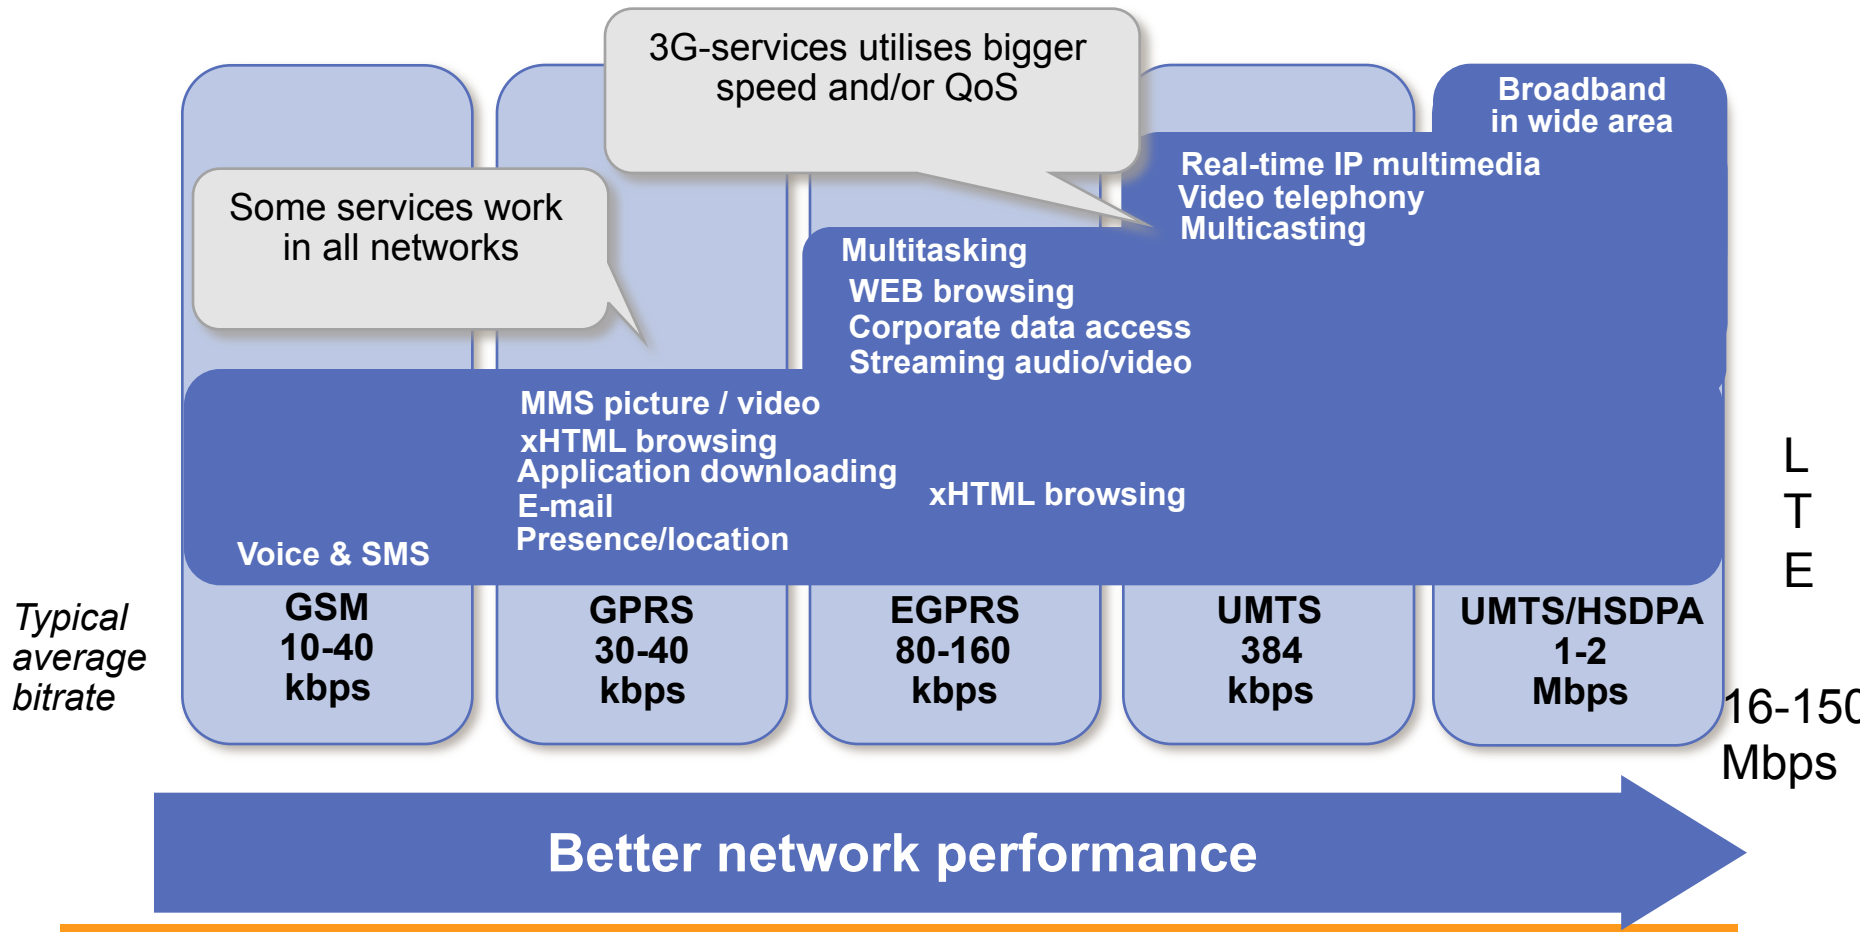 3G-services utilises bigger
speed and/or QoS
Broadband
in wide area
Real-time IP multimedia
Video telephony
Multicasting
Some services work
in all networks
Multitasking
WEB browsing
Corporate data access
Streaming audio/video
MMS picture / video
xHTML browsing
Application downloading
E-mail
Presence/location
xHTML browsing
Voice & SMS
L
T
E
Typical
average
bitrate
GSM
10-40
kbps
GPRS
30-40
kbps
EGPRS
80-160
kbps
UMTS
384
kbps
UMTS/HSDPA
1-2
Mbps
16-150
Mbps
Better network performance